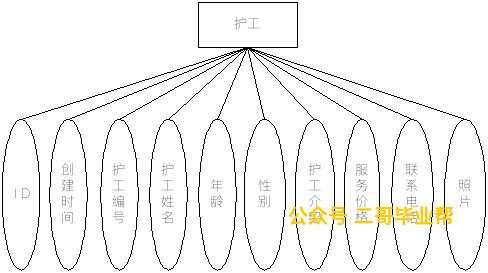 护工
ID
创建时间
护工编号
护工姓名
年龄
性别
护工介绍
服务价格
联系电话
照片
公众号 二哥毕业帮